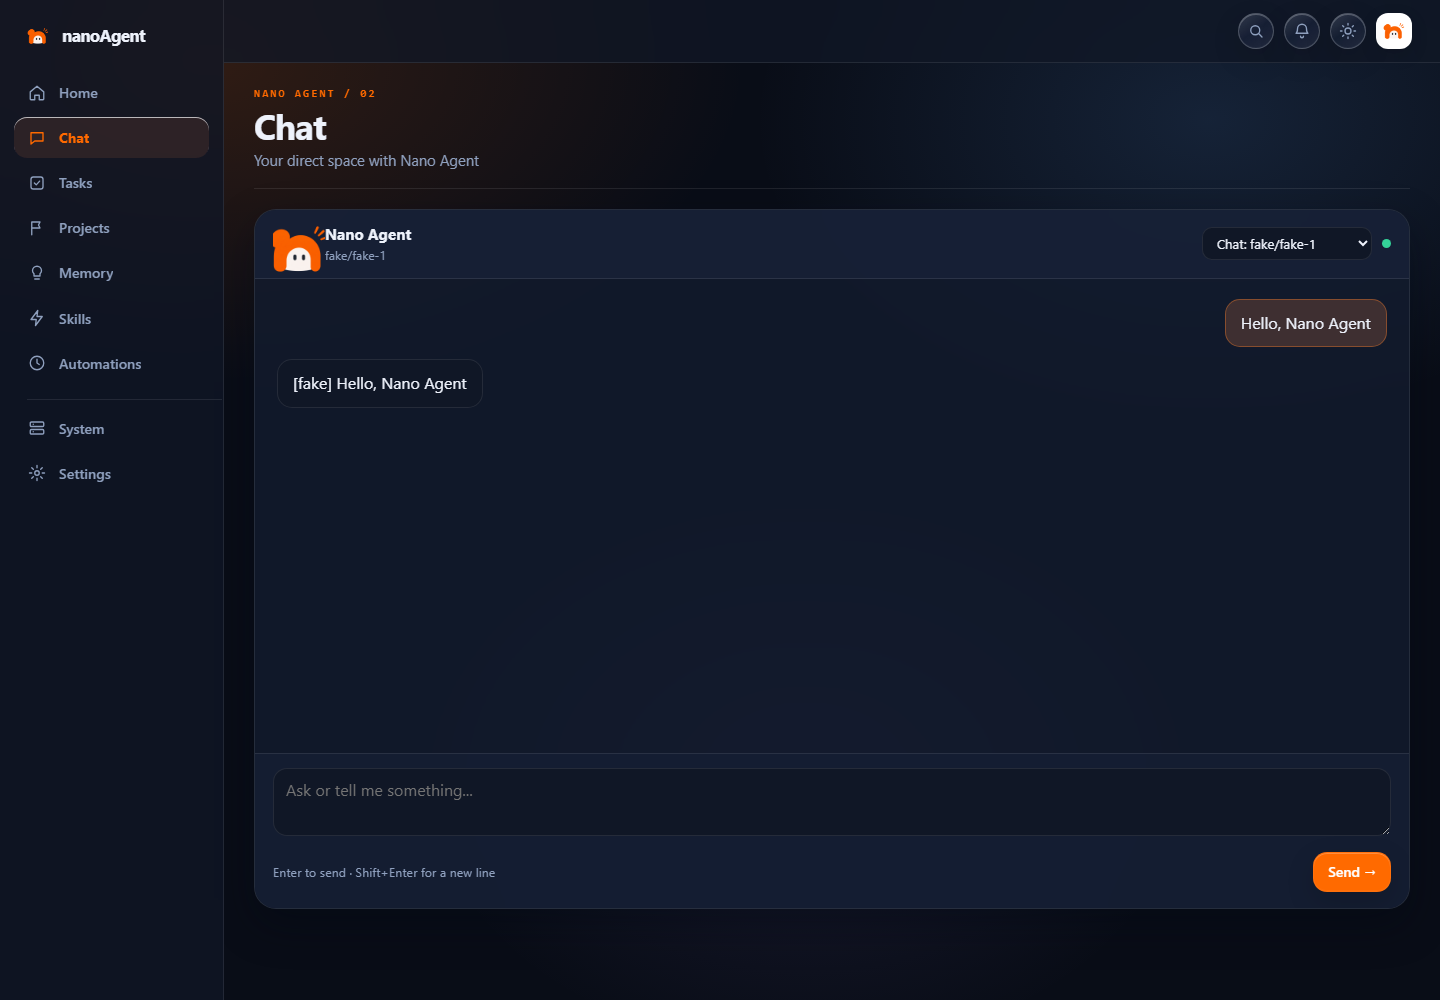 nanoAgent
Home
Chat
Tasks
Projects
Memory
Skills
Automations
System
Settings
NANO AGENT / 02
Chat
Your direct space with Nano Agent
Nano Agent
fake/fake-1
Chat: fake/fake-1
Hello, Nano Agent
[fake] Hello, Nano Agent
Ask or tell me something...
Enter to send · Shift+Enter for a new line
Send →